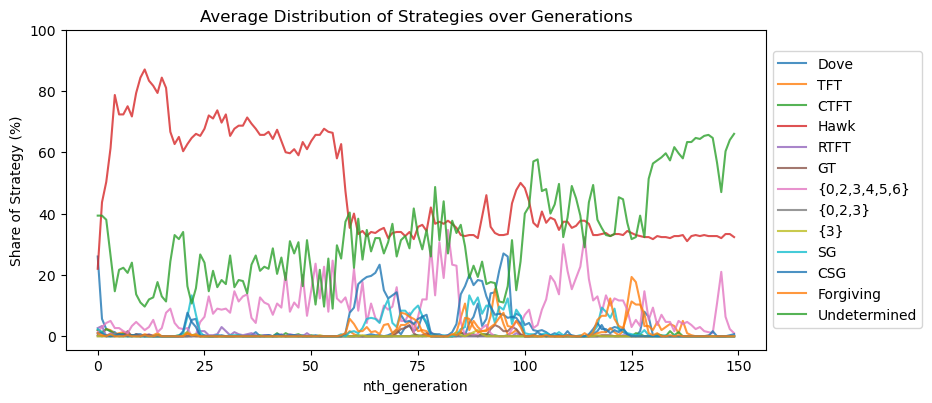 Average Distribution of Strategies over Generations
100
80
60
40
20
0
Share of Strategy (%)
0 25 50 75 100 125 150
nth_generation
Dove
TFT
CTFT
Hawk
RTFT
GT
{0,2,3,4,5,6}
{0,2,3}
{3}
SG
CSG
Forgiving
Undetermined